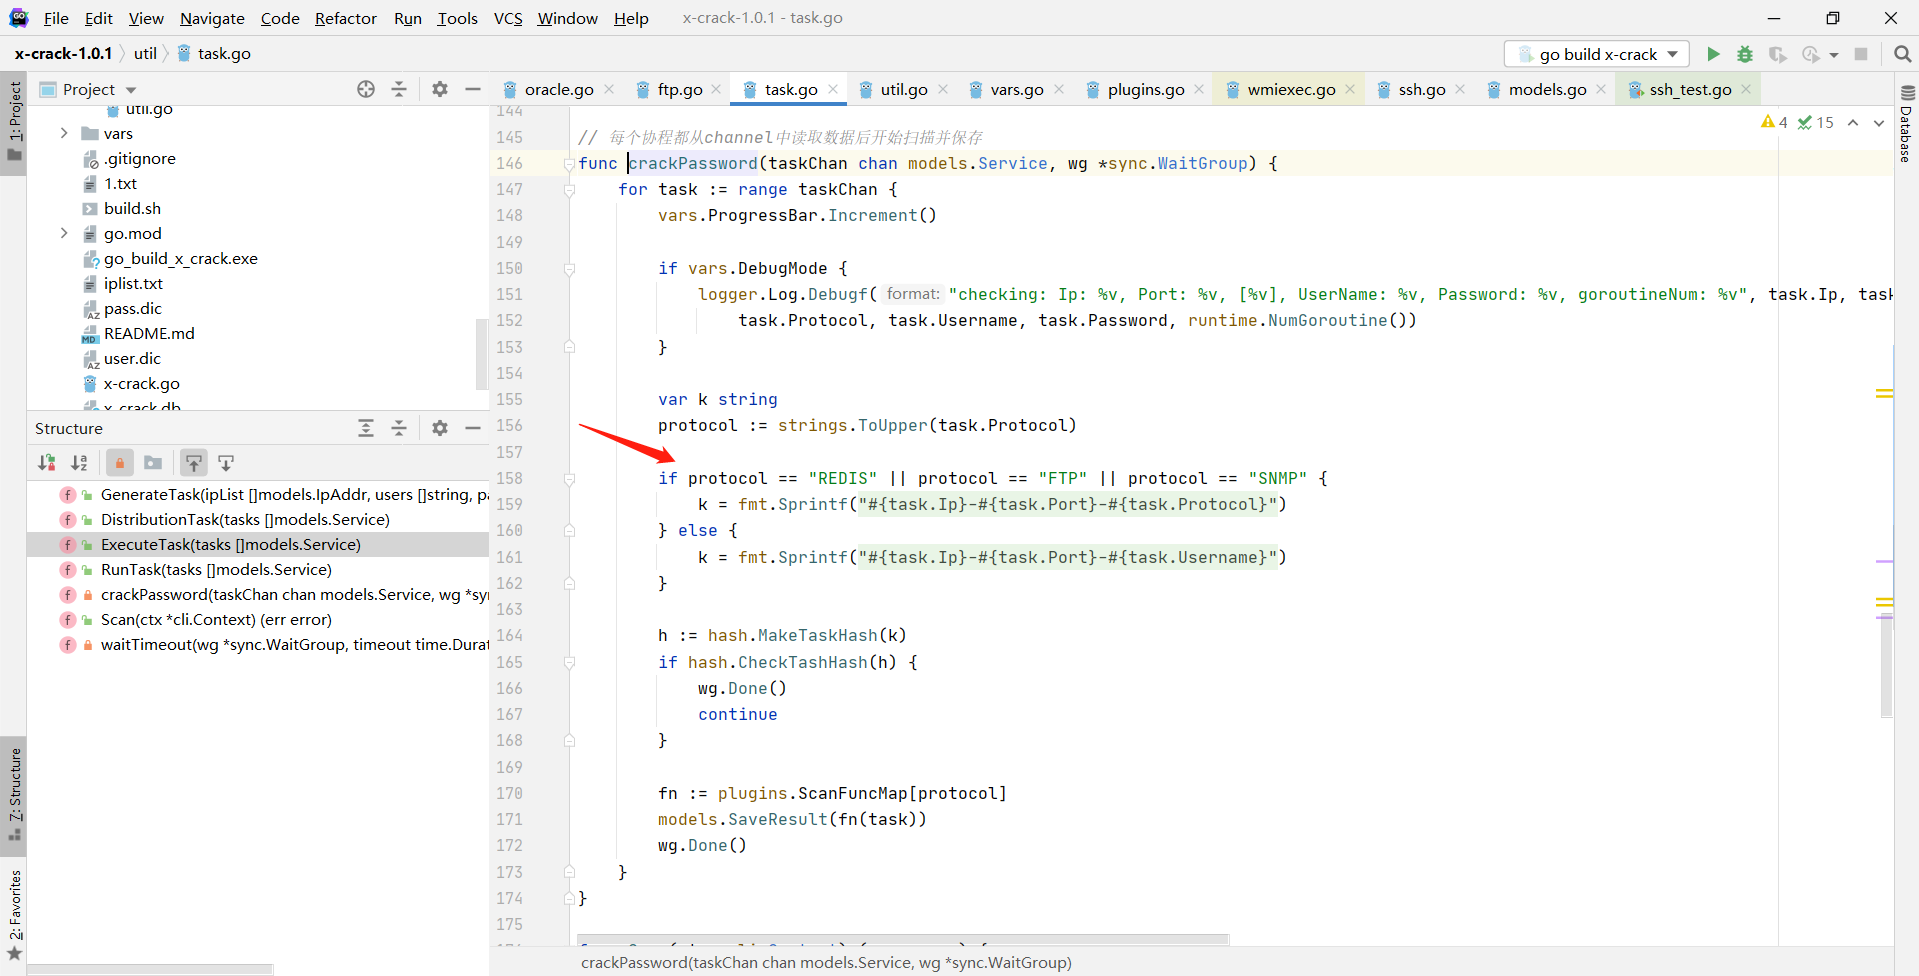 File Edit View Navigate Code Refactor Run Tools VCS Window Help x-crack-1.0.1 - task.go
x-crack-1.0.1 util task.go
go build x-crack
1: Project
Project
util.go
vars
.gitignore
1.txt
build.sh
go.mod
go_build_x_crack.exe
iplist.txt
pass.dic
README.md
user.dic
x-crack.go
x_crack.db
Structure
GenerateTask(ipList []models.IpAddr, users []string, pa
DistributionTask(tasks []models.Service)
ExecuteTask(tasks []models.Service)
RunTask(tasks []models.Service)
crackPassword(taskChan chan models.Service, wg *syn
Scan(ctx *cli.Context) (err error)
waitTimeout(wg *sync.WaitGroup, timeout time.Durat
7: Structure
2: Favorites
oracle.go ftp.go task.go util.go vars.go plugins.go wmiexec.go ssh.go models.go ssh_test.go
Database
4 15
144
145 // 每个协程都从channel中读取数据后开始扫描并保存
146 func crackPassword(taskChan chan models.Service, wg *sync.WaitGroup) {
147 for task := range taskChan {
148 vars.ProgressBar.Increment()
149
150 if vars.DebugMode {
151 logger.Log.Debugf( format: "checking: Ip: %v, Port: %v, [%v], UserName: %v, Password: %v, goroutineNum: %v", task.Ip, task
152 task.Protocol, task.Username, task.Password, runtime.NumGoroutine())
153 }
154
155 var k string
156 protocol := strings.ToUpper(task.Protocol)
157
158 if protocol == "REDIS" || protocol == "FTP" || protocol == "SNMP" {
159 k = fmt.Sprintf("#{task.Ip}-#{task.Port}-#{task.Protocol}")
160 } else {
161 k = fmt.Sprintf("#{task.Ip}-#{task.Port}-#{task.Username}")
162 }
163
164 h := hash.MakeTaskHash(k)
165 if hash.CheckTashHash(h) {
166 wg.Done()
167 continue
168 }
169
170 fn := plugins.ScanFuncMap[protocol]
171 models.SaveResult(fn(task))
172 wg.Done()
173 }
174 }
175
crackPassword(taskChan chan models.Service, wg *sync.WaitGroup)